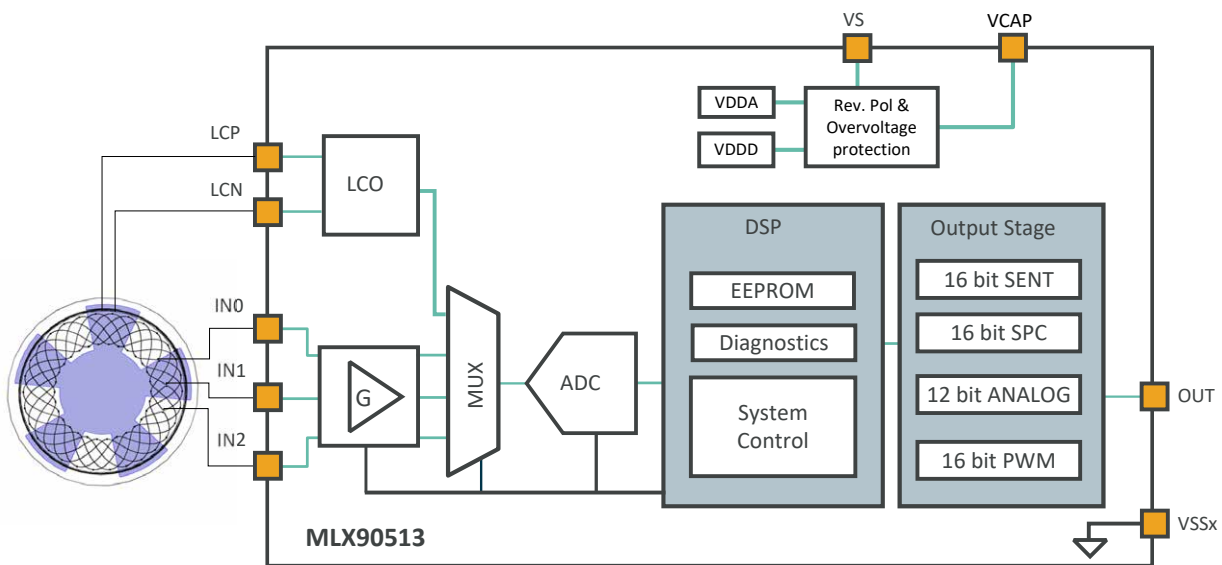 VS
VCAP
VDDA
Rev. Pol &
Overvoltage
protection
VDDD
LCP
LCN
LCO
DSP
Output Stage
EEPROM
16 bit SENT
Diagnostics
16 bit SPC
IN0
IN1
IN2
G
MUX
ADC
System
Control
12 bit ANALOG
16 bit PWM
OUT
VSSx
MLX90513